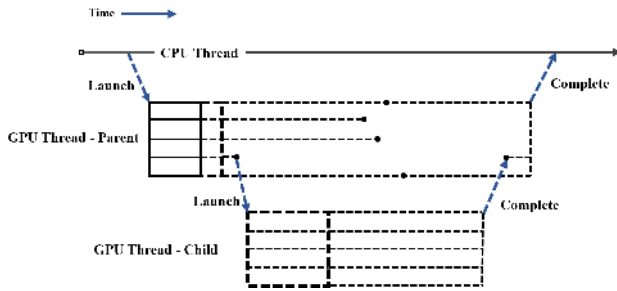 Time
CPU Thread
Launch
Complete
GPU Thread - Parent
Launch
Complete
GPU Thread - Child